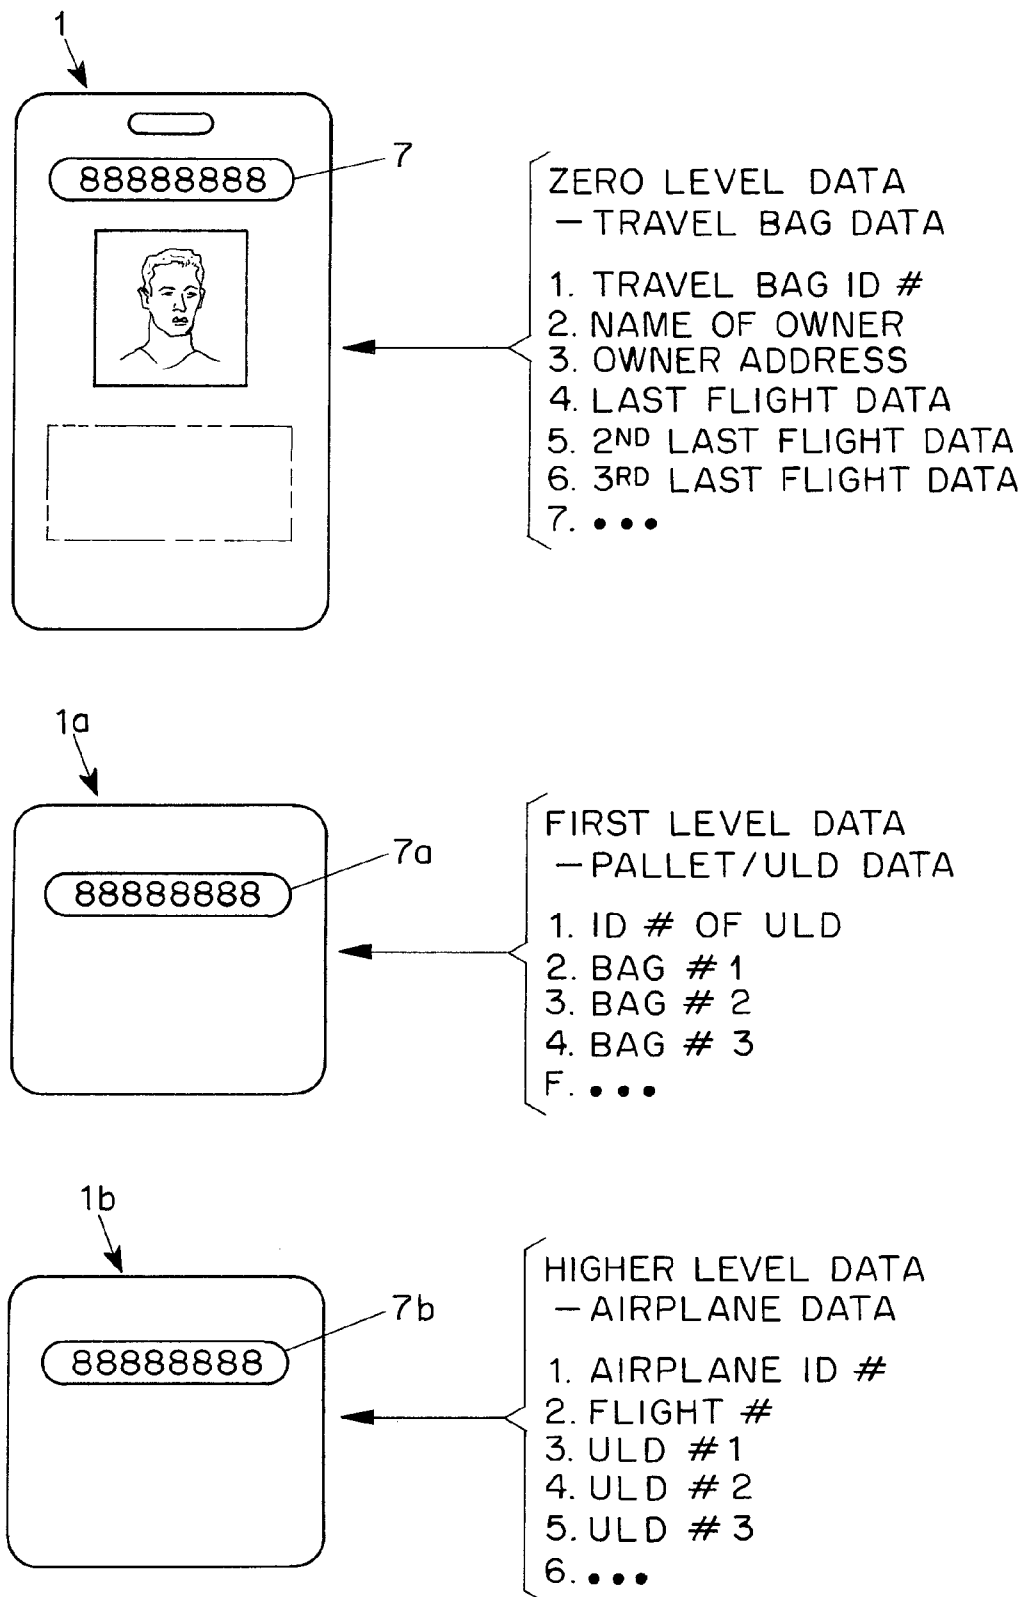 1
88888888
7
ZERO LEVEL DATA
— TRAVEL BAG DATA
1. TRAVEL BAG ID #
2. NAME OF OWNER
3. OWNER ADDRESS
4. LAST FLIGHT DATA
5. 2ND LAST FLIGHT DATA
6. 3RD LAST FLIGHT DATA
7. • • •
1a
88888888
7a
FIRST LEVEL DATA
— PALLET/ULD DATA
1. ID # OF ULD
2. BAG # 1
3. BAG # 2
4. BAG # 3
F. • • •
1b
88888888
7b
HIGHER LEVEL DATA
— AIRPLANE DATA
1. AIRPLANE ID #
2. FLIGHT #
3. ULD # 1
4. ULD # 2
5. ULD # 3
6. • • •